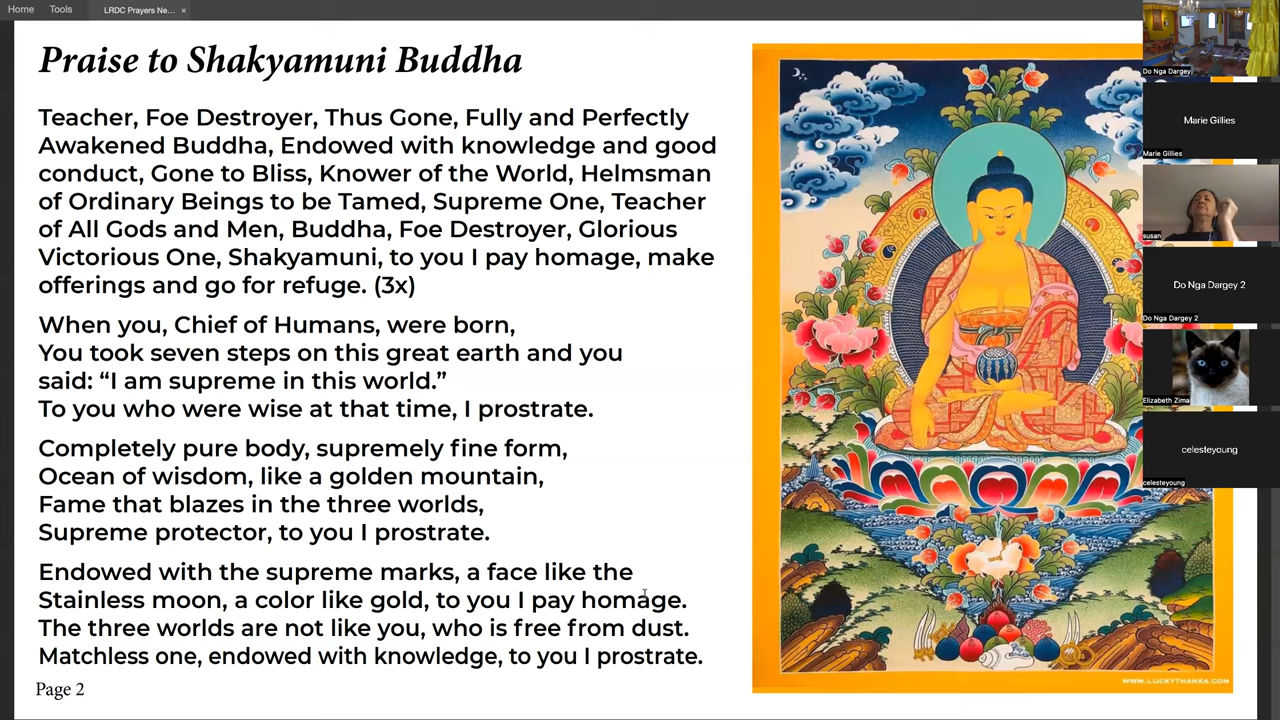 Home Tools LRDC Prayers Ne... ×
Praise to Shakyamuni Buddha
Teacher, Foe Destroyer, Thus Gone, Fully and Perfectly
Awakened Buddha, Endowed with knowledge and good
conduct, Gone to Bliss, Knower of the World, Helmsman
of Ordinary Beings to be Tamed, Supreme One, Teacher
of All Gods and Men, Buddha, Foe Destroyer, Glorious
Victorious One, Shakyamuni, to you I pay homage, make
offerings and go for refuge. (3x)
When you, Chief of Humans, were born,
You took seven steps on this great earth and you
said: “I am supreme in this world.”
To you who were wise at that time, I prostrate.
Completely pure body, supremely fine form,
Ocean of wisdom, like a golden mountain,
Fame that blazes in the three worlds,
Supreme protector, to you I prostrate.
Endowed with the supreme marks, a face like the
Stainless moon, a color like gold, to you I pay homage.
The three worlds are not like you, who is free from dust.
Matchless one, endowed with knowledge, to you I prostrate.
Page 2
WWW.LUCKYTHANKA.COM
Do Nga Dargey
Marie Gillies
Marie Gillies
susan
Do Nga Dargey 2
Do Nga Dargey 2
Elizabeth Zima
celesteyoung
celesteyoung